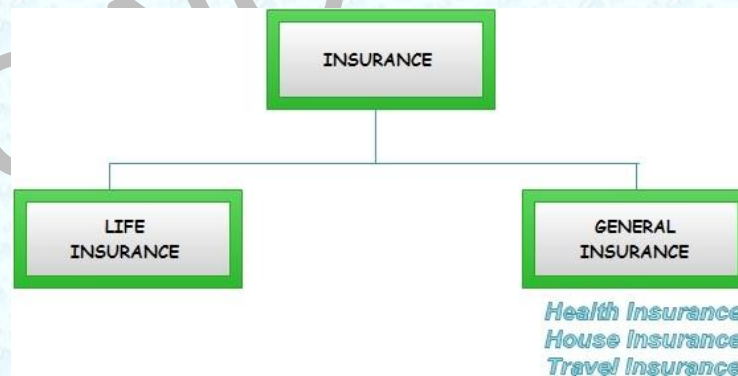 INSURANCE
LIFE
INSURANCE
GENERAL
INSURANCE
Health Insurance
House Insurance
Travel Insurance